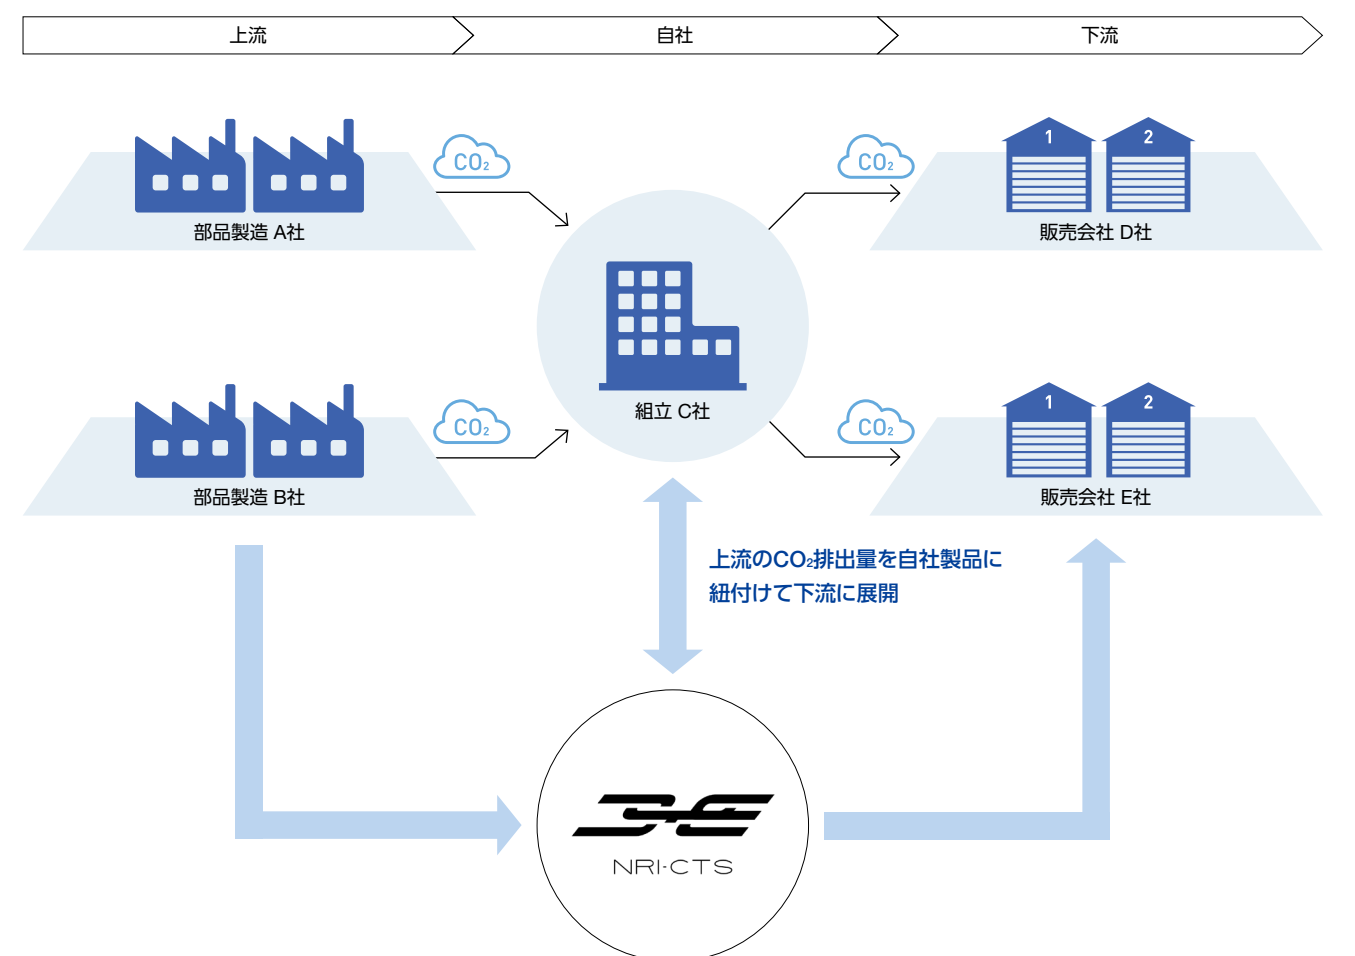 上流
自社
下流
CO₂
CO₂
1
2
部品製造 A社
販売会社 D社
組立 C社
CO₂
CO₂
1
2
部品製造 B社
販売会社 E社
上流のCO₂排出量を自社製品に
紐付けて下流に展開
NRI-CTS